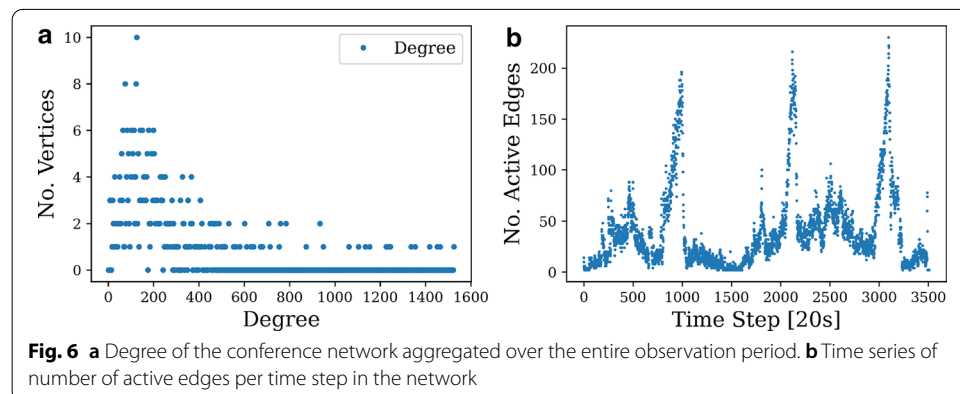 a
10
8
6
4
2
0
No. Vertices
Degree
0 200 400 600 800 1000 1200 1400 1600
Degree
b
200
150
100
50
0
No. Active Edges
0 500 1000 1500 2000 2500 3000 3500
Time Step [20s]
Fig. 6 a Degree of the conference network aggregated over the entire observation period. b Time series of
number of active edges per time step in the network